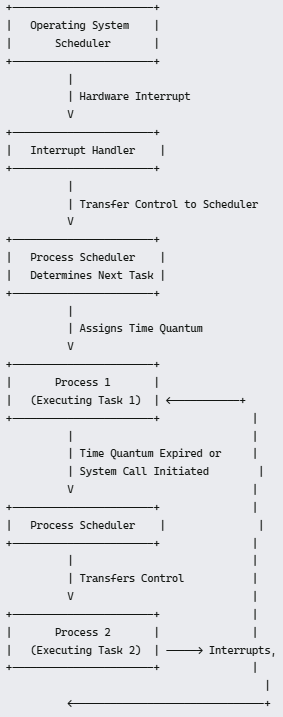 Operating System
Scheduler
Hardware Interrupt
Interrupt Handler
Transfer Control to Scheduler
Process Scheduler
Determines Next Task
Assigns Time Quantum
Process 1
(Executing Task 1)
Time Quantum Expired or
System Call Initiated
Process Scheduler
Transfers Control
Process 2
(Executing Task 2)
Interrupts,